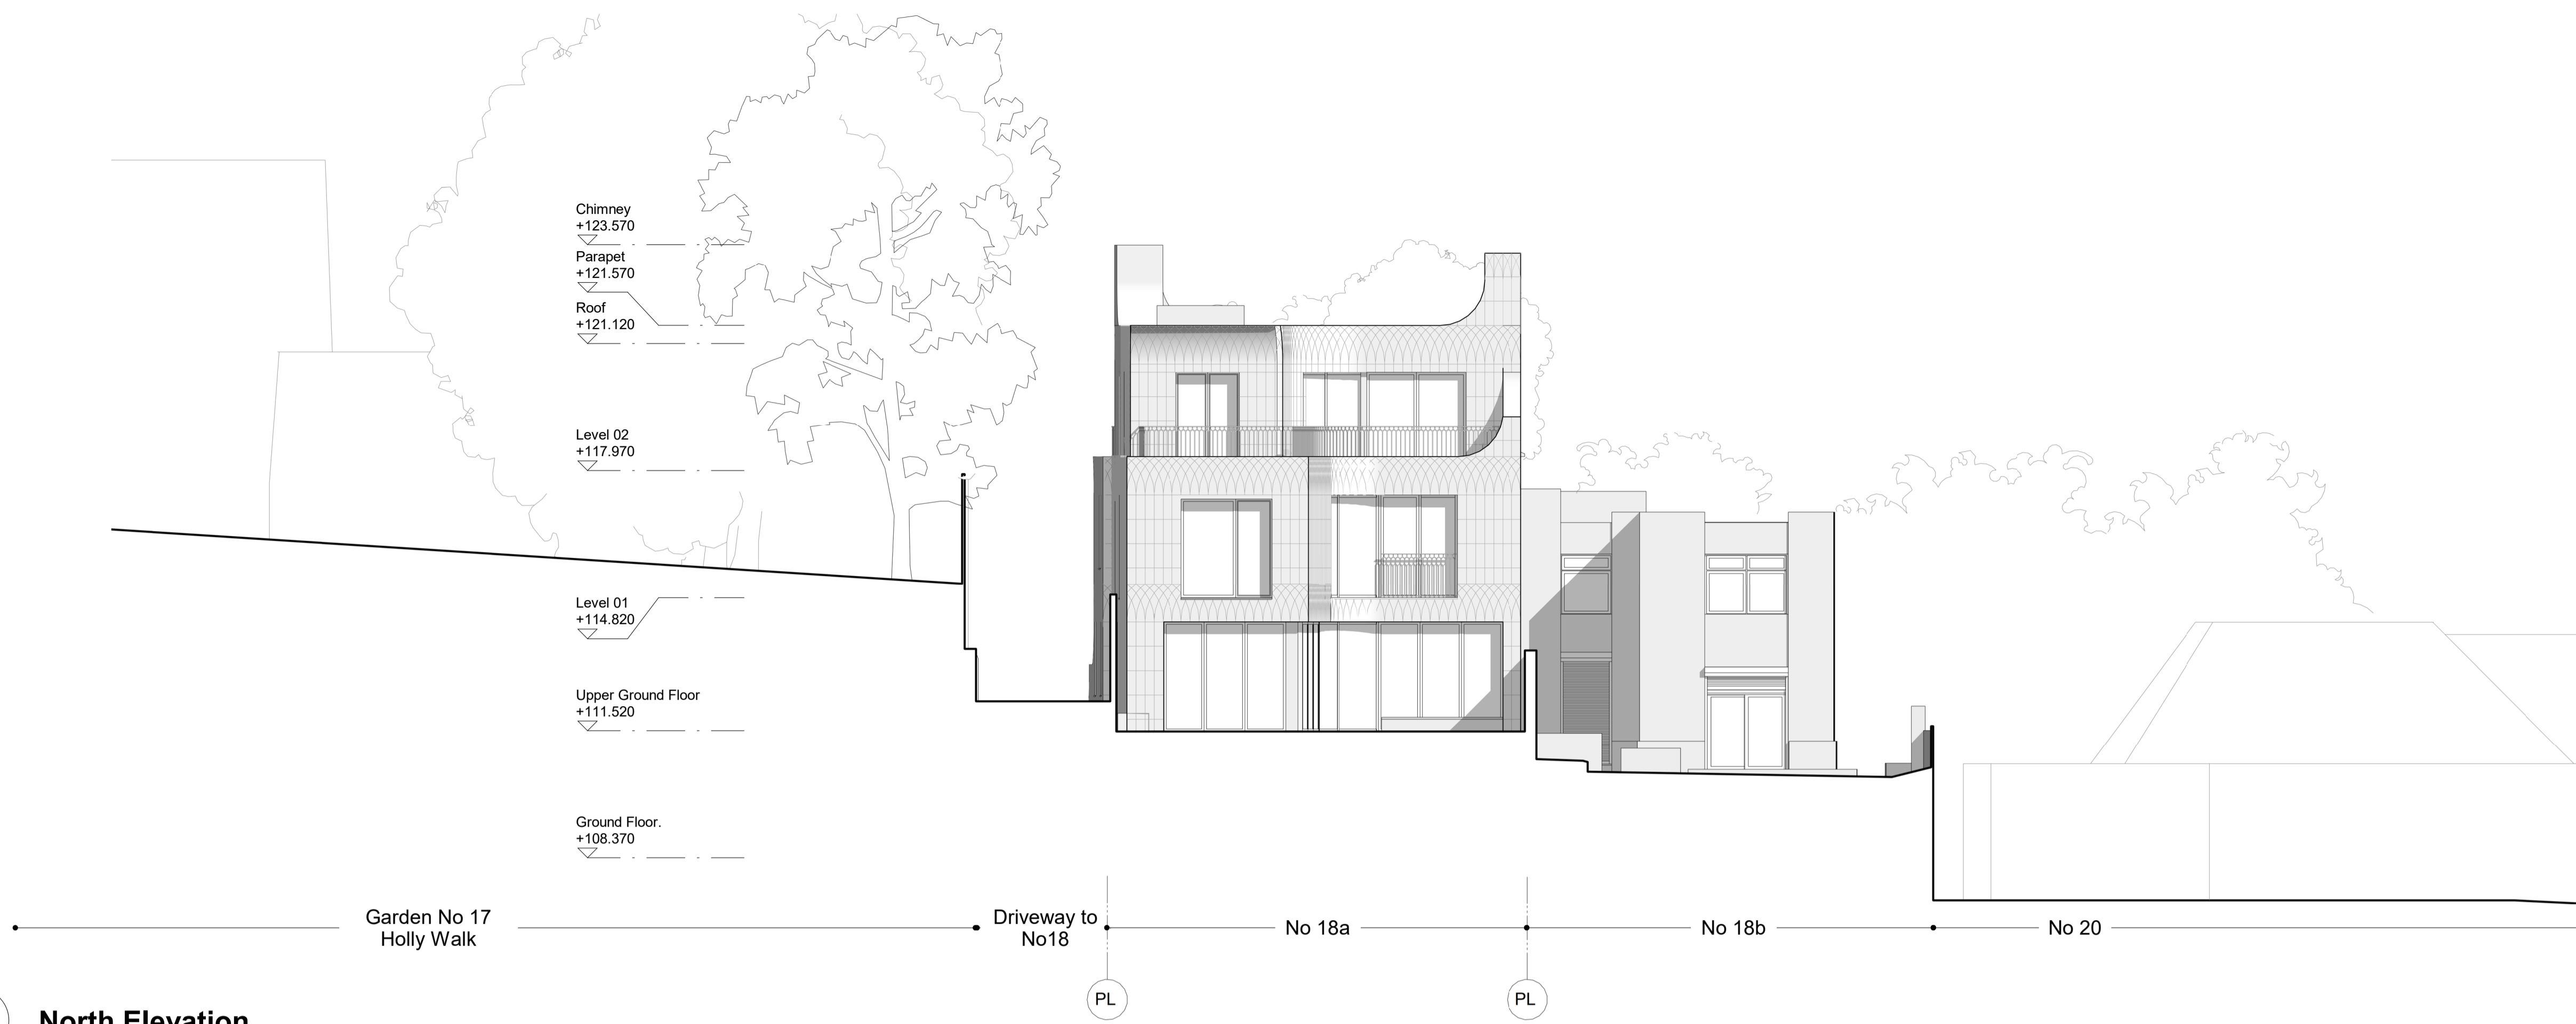 Chimney
+123.570
Parapet
+121.570
Roof
+121.120
Level 02
+117.970
Level 01
+114.820
Upper Ground Floor
+111.520
Ground Floor.
+108.370
Garden No 17
Holly Walk
Driveway to
No18
No 18a
No 18b
No 20
PL
PL
North Elevation